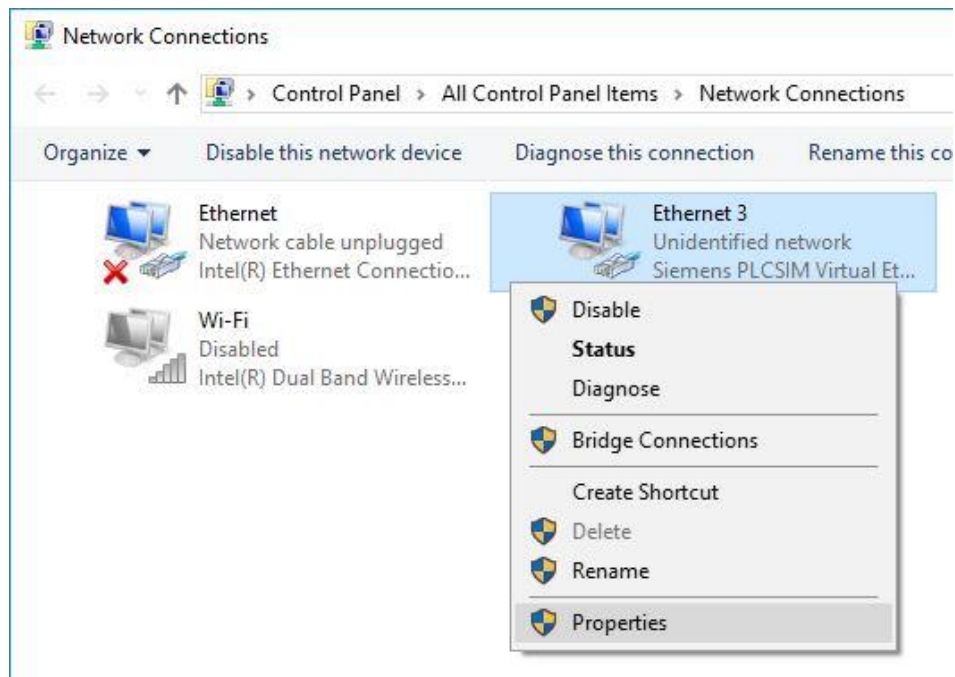 Network Connections
Control Panel > All Control Panel Items > Network Connections
Organize Disable this network device Diagnose this connection Rename this co
Ethernet
Network cable unplugged
Intel(R) Ethernet Connectio...
Ethernet 3
Unidentified network
Siemens PLCSIM Virtual Et...
Wi-Fi
Disabled
Intel(R) Dual Band Wireless...
Disable
Status
Diagnose
Bridge Connections
Create Shortcut
Delete
Rename
Properties